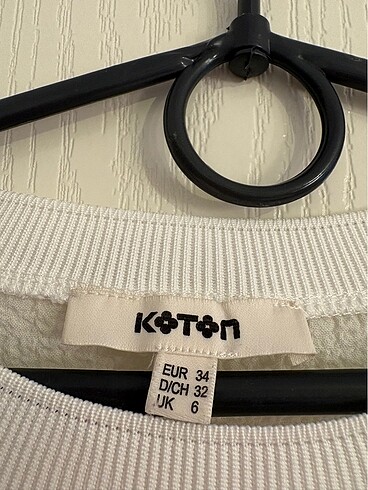 KOTON
EUR 34
D/CH 32
UK 6